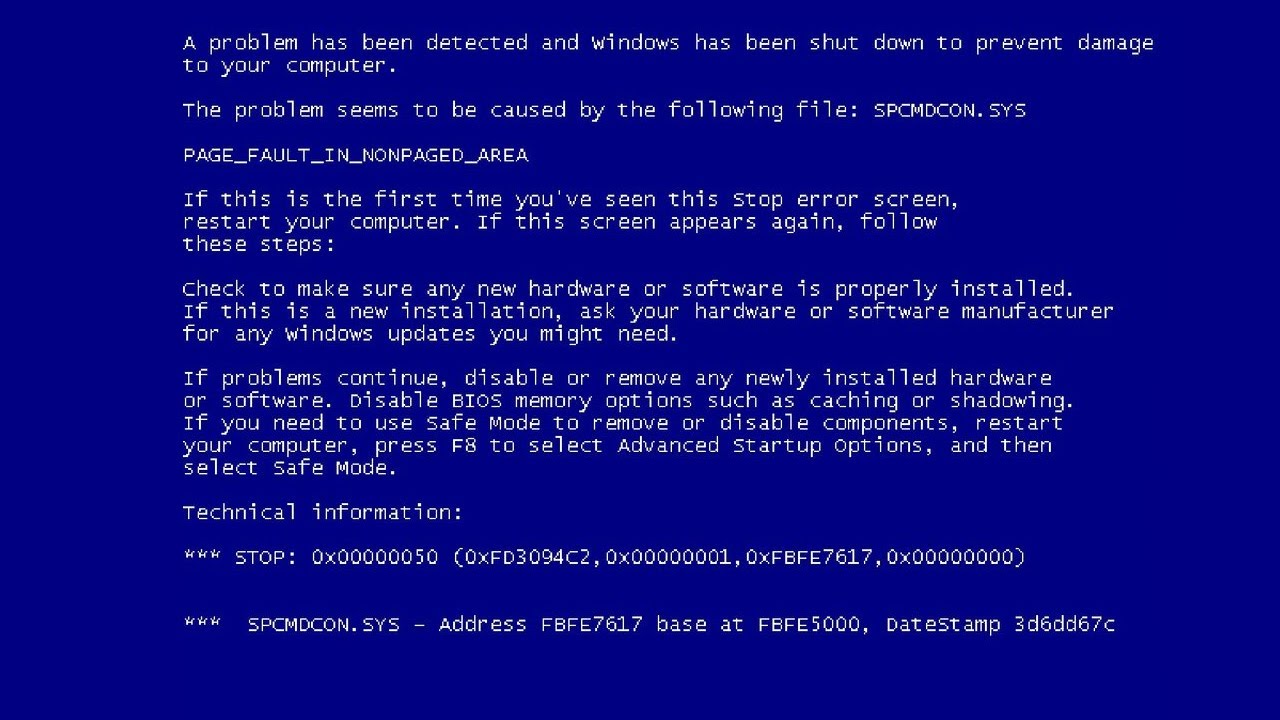 A problem has been detected and Windows has been shut down to prevent damage
to your computer.
The problem seems to be caused by the following file: SPCMDCON.SYS
PAGE_FAULT_IN_NONPAGED_AREA
If this is the first time you've seen this Stop error screen,
restart your computer. If this screen appears again, follow
these steps:
Check to make sure any new hardware or software is properly installed.
If this is a new installation, ask your hardware or software manufacturer
for any Windows updates you might need.
If problems continue, disable or remove any newly installed hardware
or software. Disable BIOS memory options such as caching or shadowing.
If you need to use Safe Mode to remove or disable components, restart
your computer, press F8 to select Advanced Startup Options, and then
select Safe Mode.
Technical information:
*** STOP: 0x00000050 (0xFD3094C2,0x00000001,0xFBFE7617,0x00000000)
***  SPCMDCON.SYS – Address FBFE7617 base at FBFE5000, DateStamp 3d6dd67c